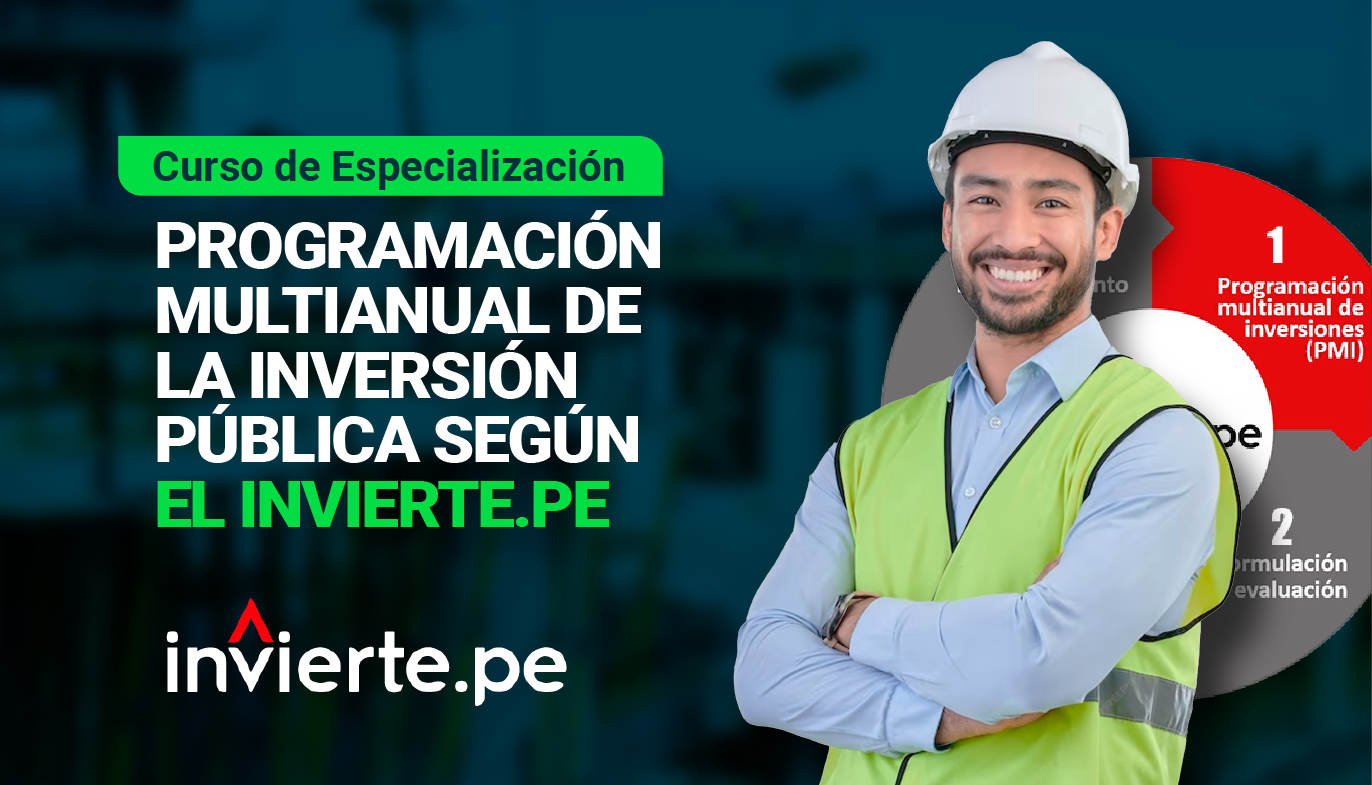 Curso de Especialización
PROGRAMACIÓN
MULTIANUAL DE
LA INVERSIÓN
PÚBLICA SEGÚN
EL INVIERTE.PE
invierte.pe
1
Programación
multianual de
inversiones
(PMI)
pe
2
evaluación